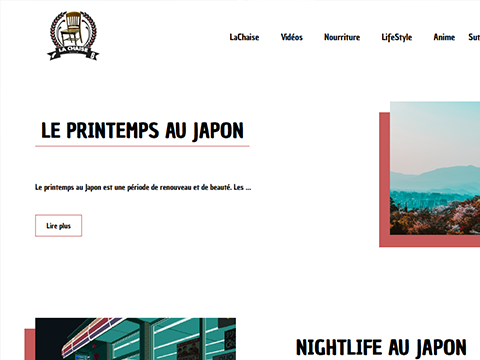 LA CHAISE
LaChaise Vidéos Nourriture LifeStyle Anime Sut
LE PRINTEMPS AU JAPON
Le printemps au Japon est une période de renouveau et de beauté. Les ...
Lire plus
NIGHTLIFE AU JAPON